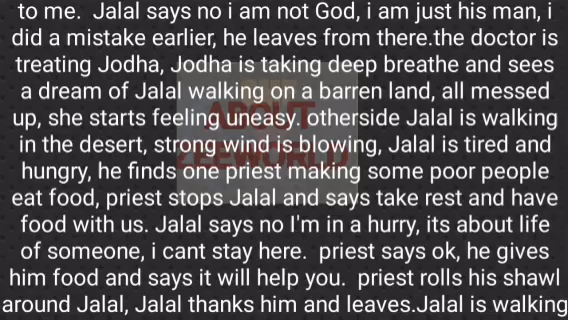 to me.  Jalal says no i am not God, i am just his man, i
did a mistake earlier, he leaves from there.the doctor is
treating Jodha, Jodha is taking deep breathe and sees
a dream of Jalal walking on a barren land, all messed
up, she starts feeling uneasy. otherside Jalal is walking
in the desert, strong wind is blowing, Jalal is tired and
hungry, he finds one priest making some poor people
eat food, priest stops Jalal and says take rest and have
food with us. Jalal says no I'm in a hurry, its about life
of someone, i cant stay here.  priest says ok, he gives
him food and says it will help you.  priest rolls his shawl
around Jalal, Jalal thanks him and leaves.Jalal is walking
ABOUT
ZEEWORLD